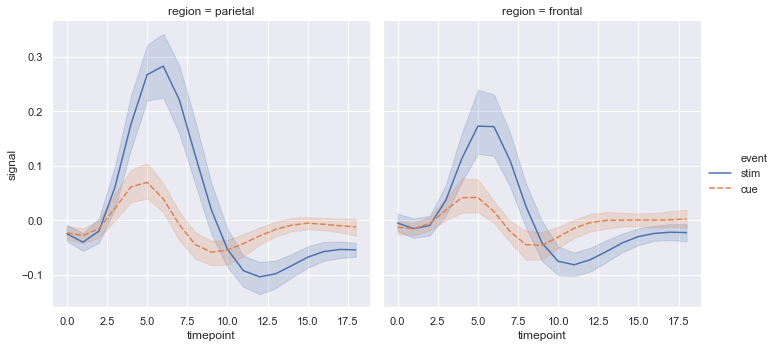 region = parietal
region = frontal
signal
0.3
0.2
0.1
0.0
−0.1
0.0 2.5 5.0 7.5 10.0 12.5 15.0 17.5
timepoint
0.0 2.5 5.0 7.5 10.0 12.5 15.0 17.5
timepoint
event
stim
cue